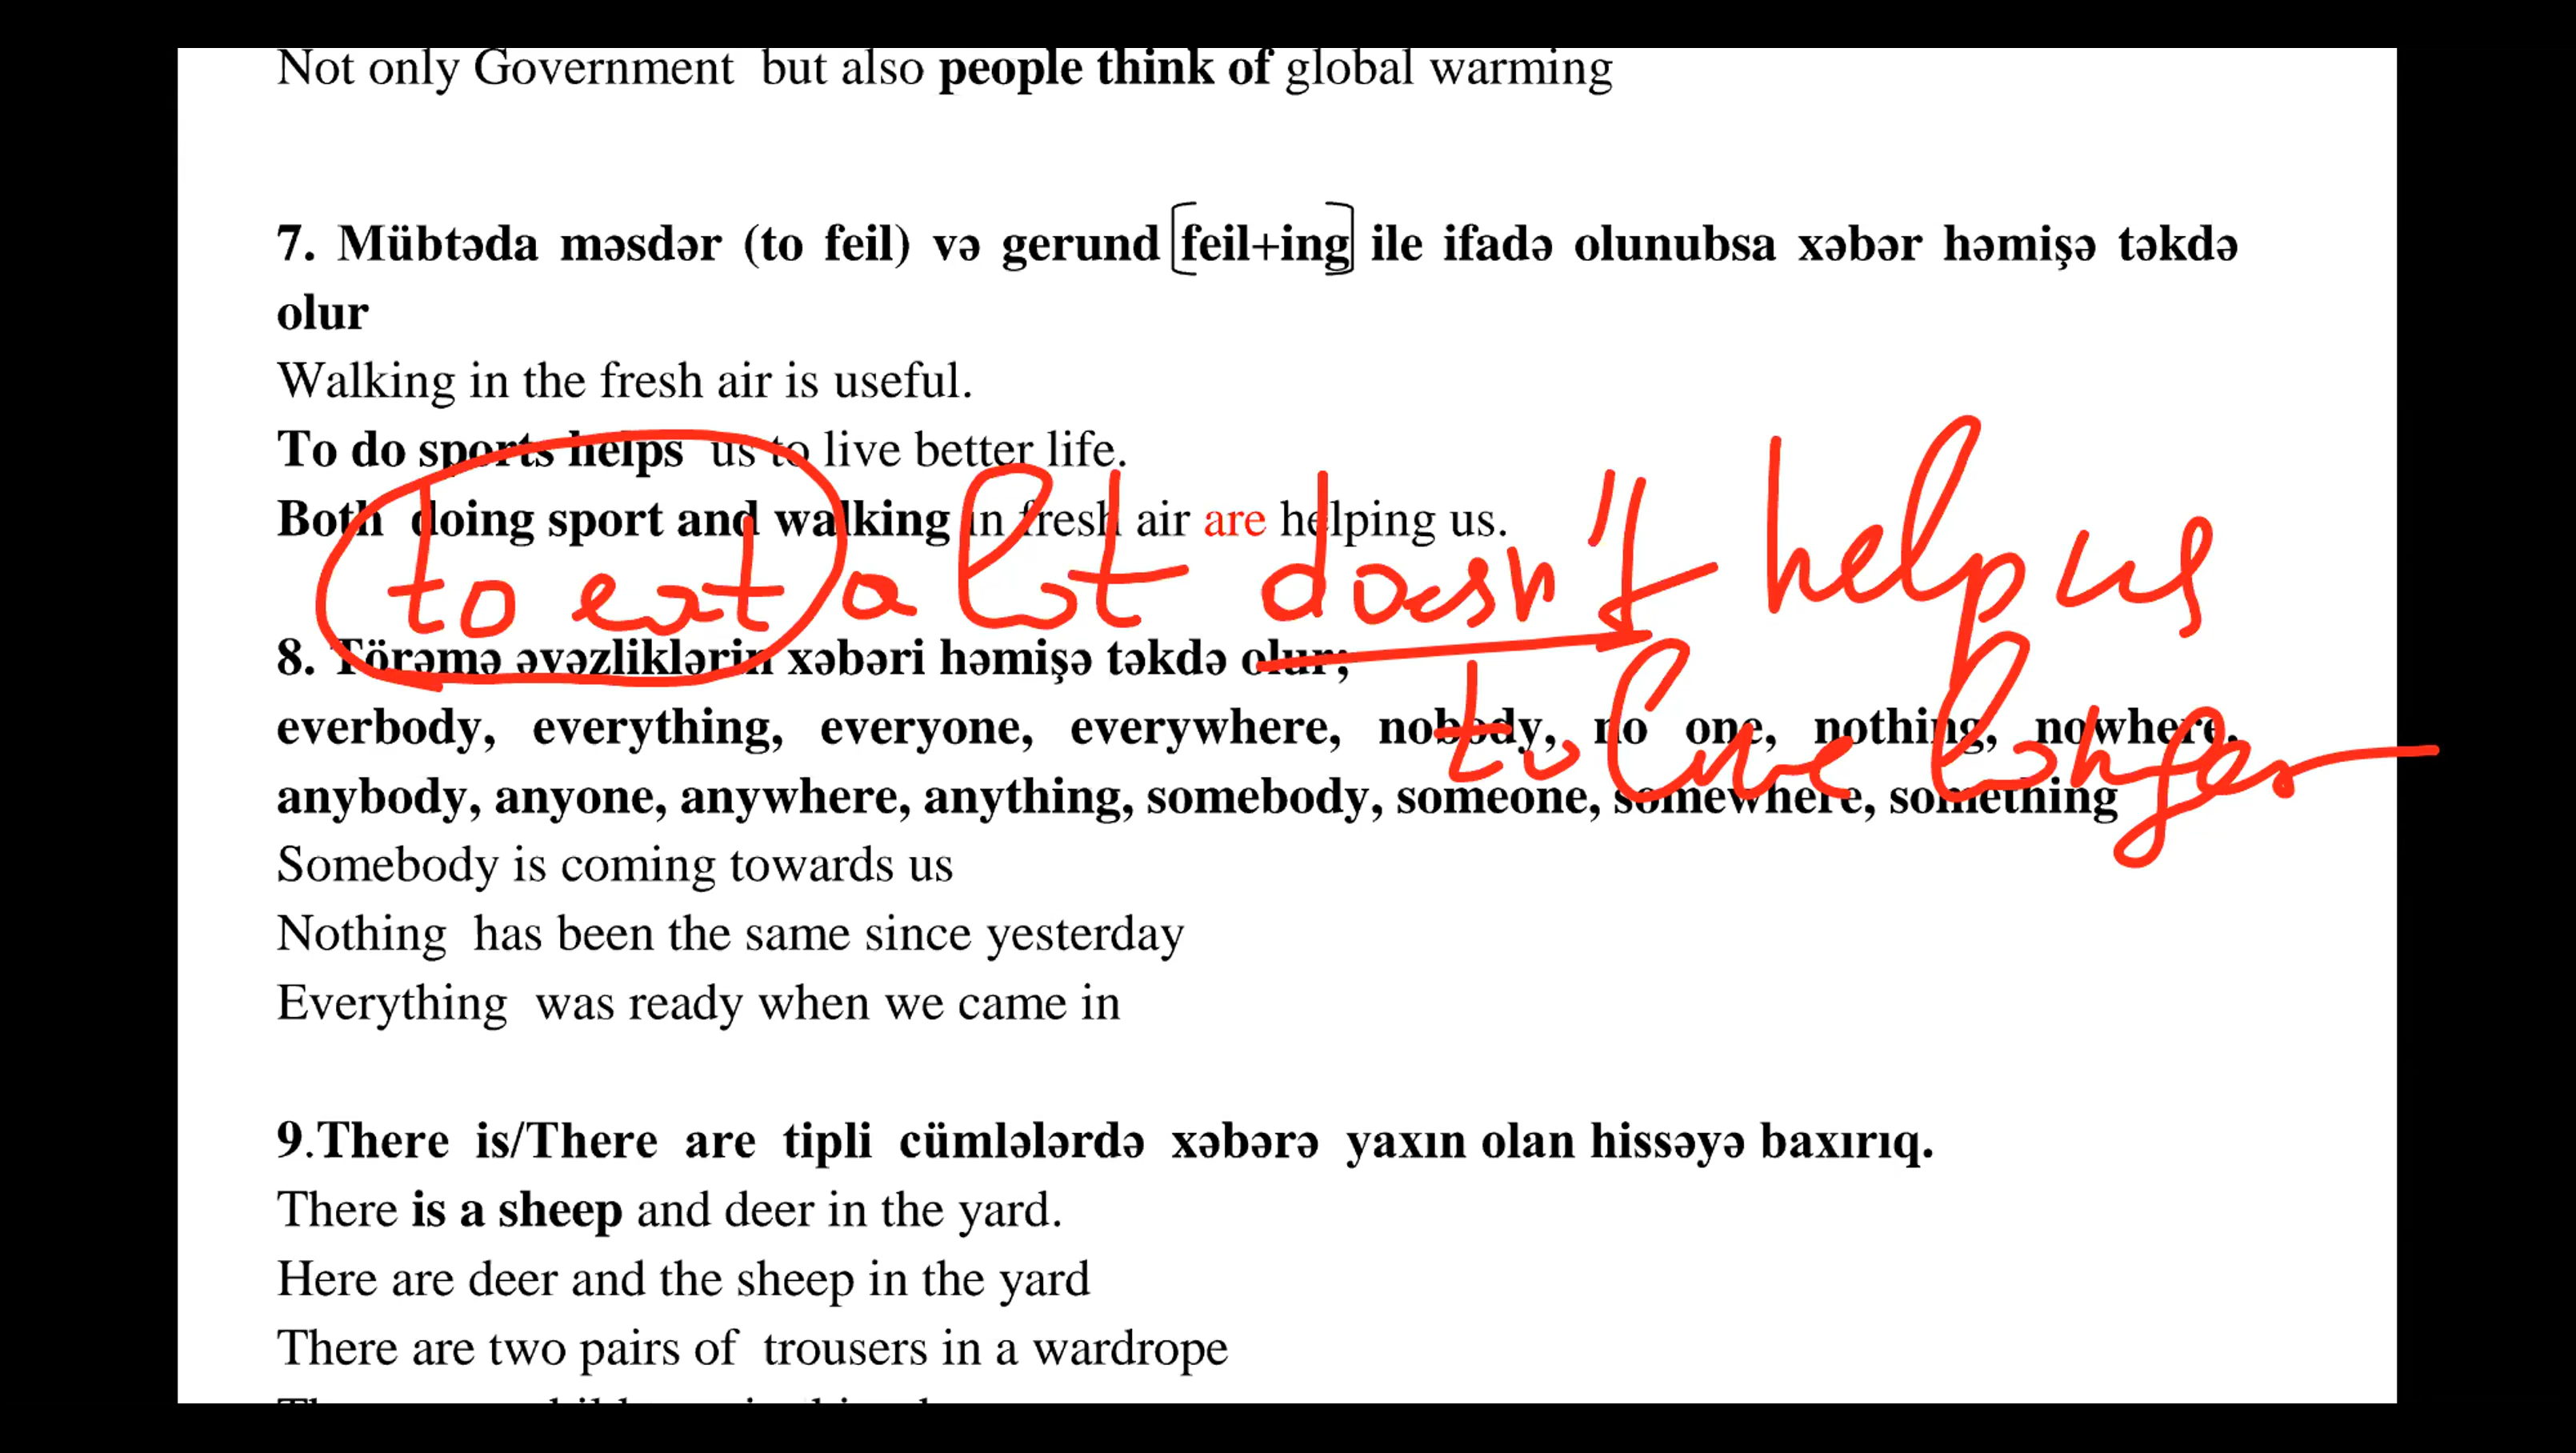 Not only Government but also people think of global warming
7. Mübtəda məsdər (to feil) və gerund [feil+ing] ile ifadə olunubsa xəbər həmişə təkdə
olur
Walking in the fresh air is useful.
To do sports helps us to live better life.
Both doing sport and walking in fresh air are helping us.
to eat a lot doesn't help us
to live longer
8. Törəmə əvəzliklərin xəbəri həmişə təkdə olur;
everbody, everything, everyone, everywhere, nobody, no one, nothing, nowhere,
anybody, anyone, anywhere, anything, somebody, someone, somewhere, something
Somebody is coming towards us
Nothing has been the same since yesterday
Everything was ready when we came in
9.There is/There are tipli cümlələrdə xəbərə yaxın olan hissəyə baxırıq.
There is a sheep and deer in the yard.
Here are deer and the sheep in the yard
There are two pairs of trousers in a wardrope